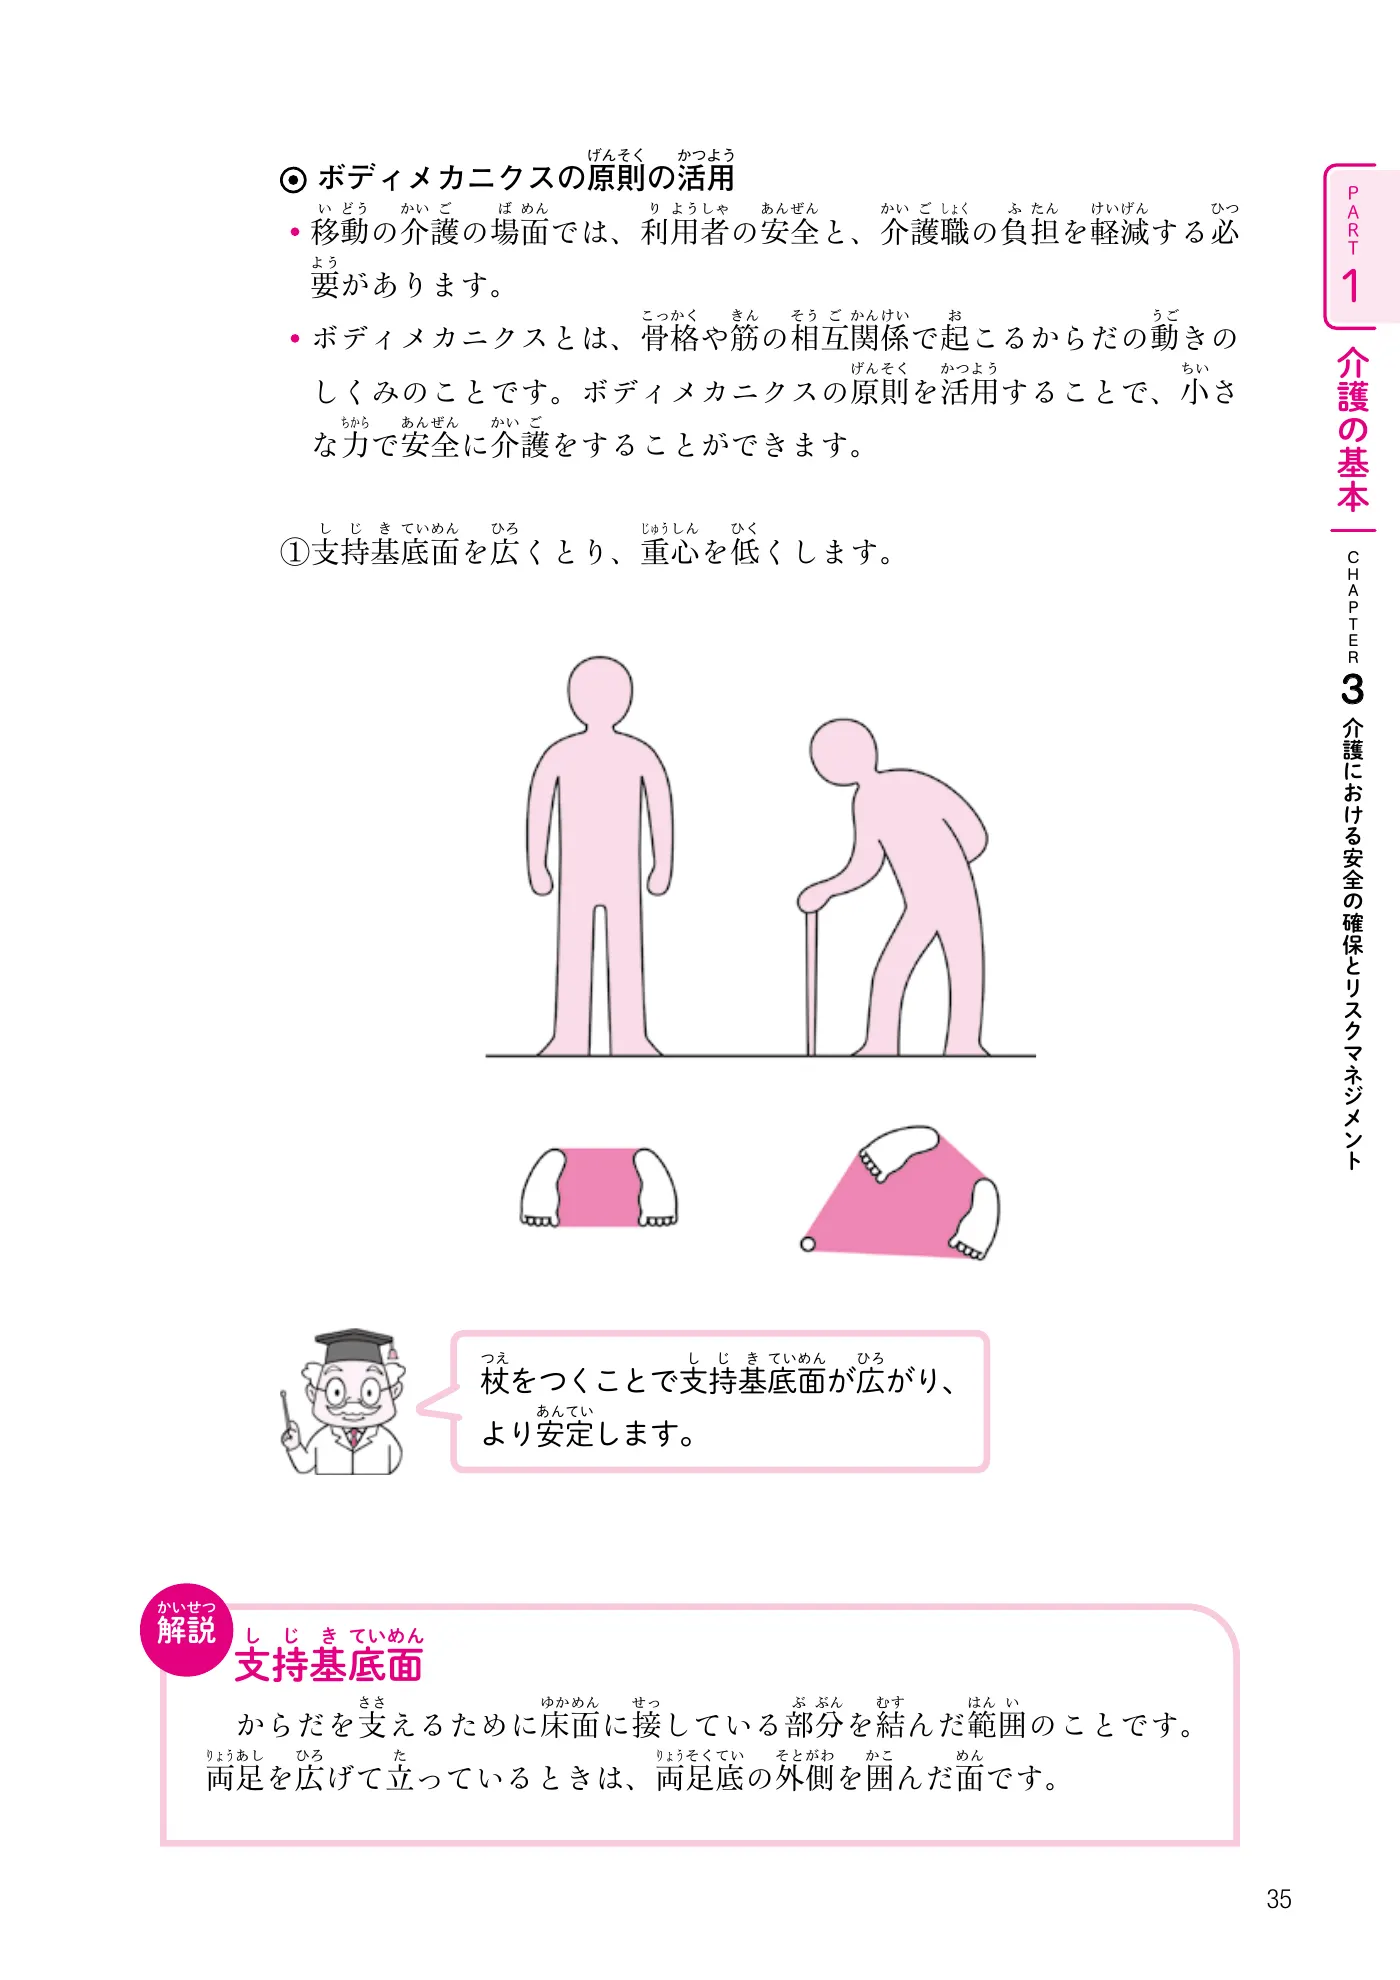 ◉ ボディメカニクスの原則の活用
・移動の介護の場面では、利用者の安全と、介護職の負担を軽減する必
要があります。
・ボディメカニクスとは、骨格や筋の相互関係で起こるからだの動きの
しくみのことです。ボディメカニクスの原則を活用することで、小さ
な力で安全に介護をすることができます。
①支持基底面を広くとり、重心を低くします。
杖をつくことで支持基底面が広がり、
より安定します。
解説
支持基底面
からだを支えるために床面に接している部分を結んだ範囲のことです。
両足を広げて立っているときは、両足底の外側を囲んだ面です。
PART 1 介護の基本
CHAPTER 3 介護における安全の確保とリスクマネジメント
35